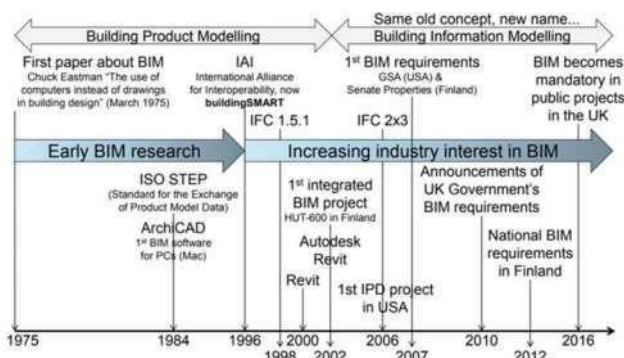 Same old concept, new name...
Building Product Modelling
Building Information Modelling
First paper about BIM
Chuck Eastman “The use of
computers instead of drawings
in building design” (March 1975)
IAI
International Alliance
for Interoperability, now
buildingSMART
1st BIM requirements
GSA (USA) &
Senate Properties (Finland)
BIM becomes
mandatory in
public projects
in the UK
IFC 1.5.1
IFC 2x3
Early BIM research
Increasing industry interest in BIM
ISO STEP
(Standard for the Exchange
of Product Model Data)
ArchiCAD
1st BIM software
for PCs (Mac)
1st integrated
BIM project
HUT-600 in Finland
Autodesk
Revit
Revit
1st IPD project
in USA
Announcements of
UK Government's
BIM requirements
National BIM
requirements
in Finland
1975
1984
1996
2000
2006
2010
2016
1998
2002
2007
2012